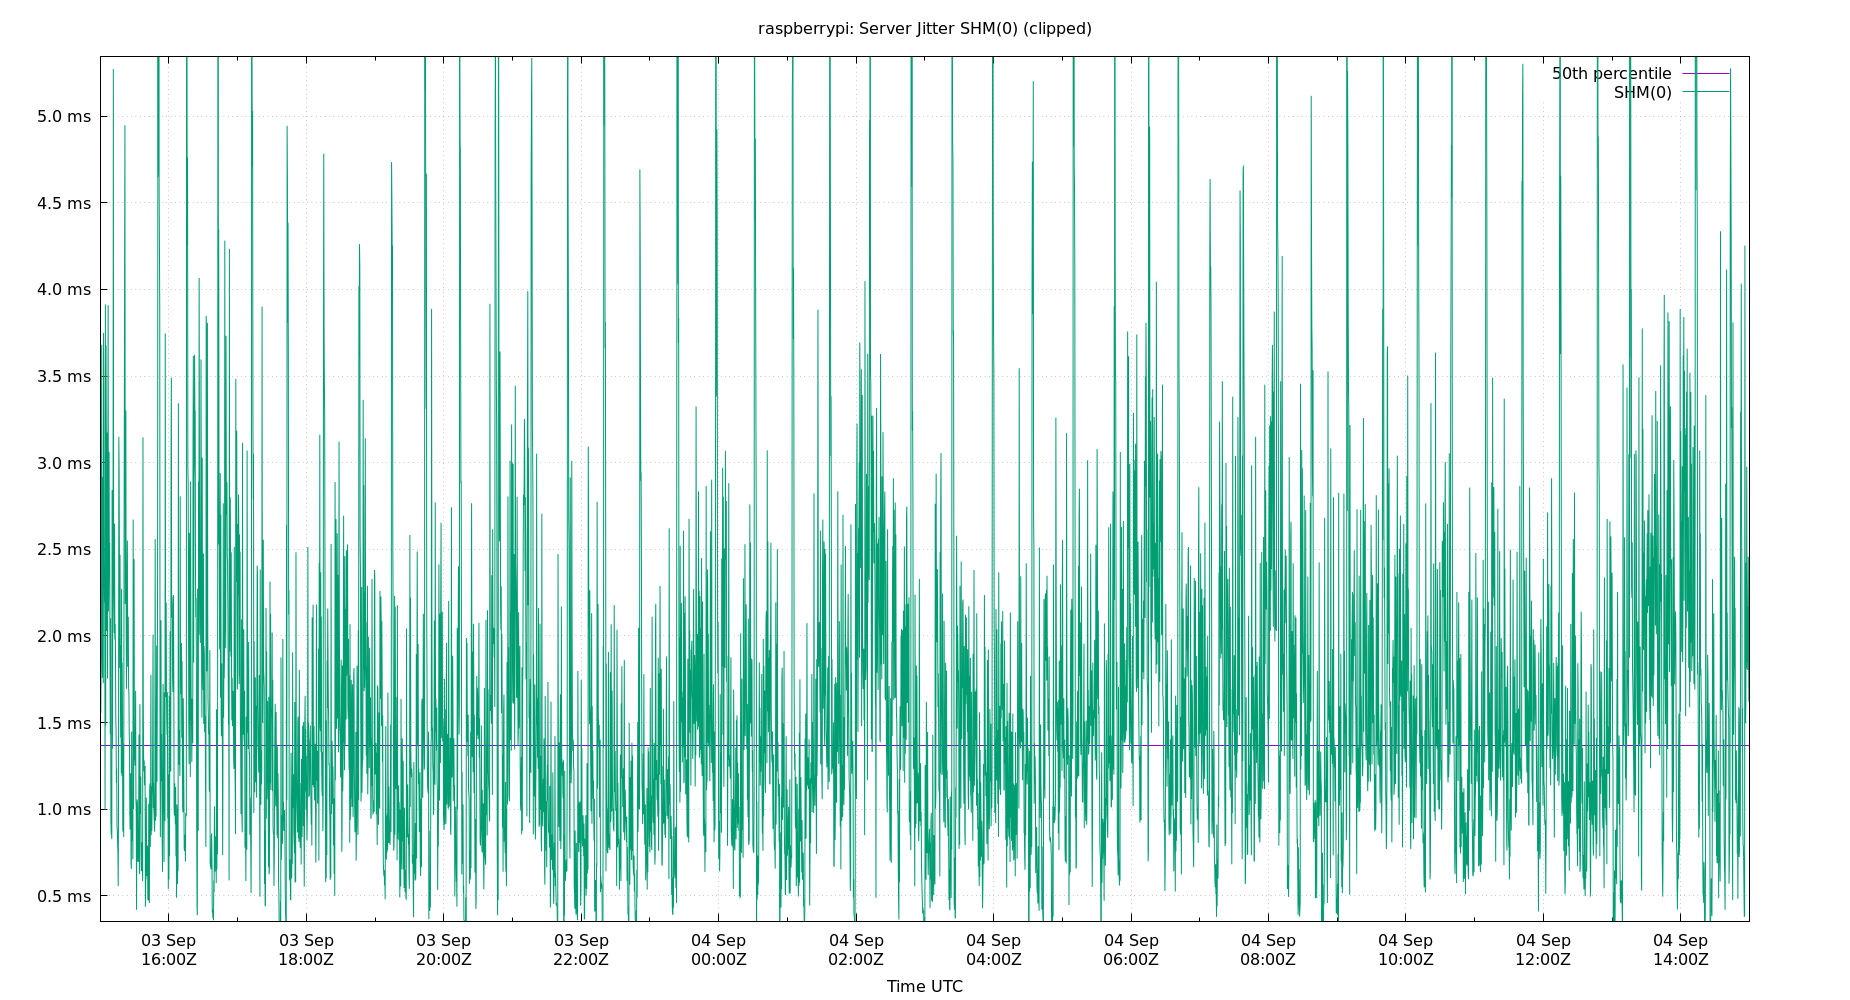 raspberrypi: Server Jitter SHM(0) (clipped)
50th percentile
SHM(0)
5.0 ms
4.5 ms
4.0 ms
3.5 ms
3.0 ms
2.5 ms
2.0 ms
1.5 ms
1.0 ms
0.5 ms
03 Sep 03 Sep 03 Sep 03 Sep 04 Sep 04 Sep 04 Sep 04 Sep 04 Sep 04 Sep 04 Sep 04 Sep
16:00Z 18:00Z 20:00Z 22:00Z 00:00Z 02:00Z 04:00Z 06:00Z 08:00Z 10:00Z 12:00Z 14:00Z
Time UTC